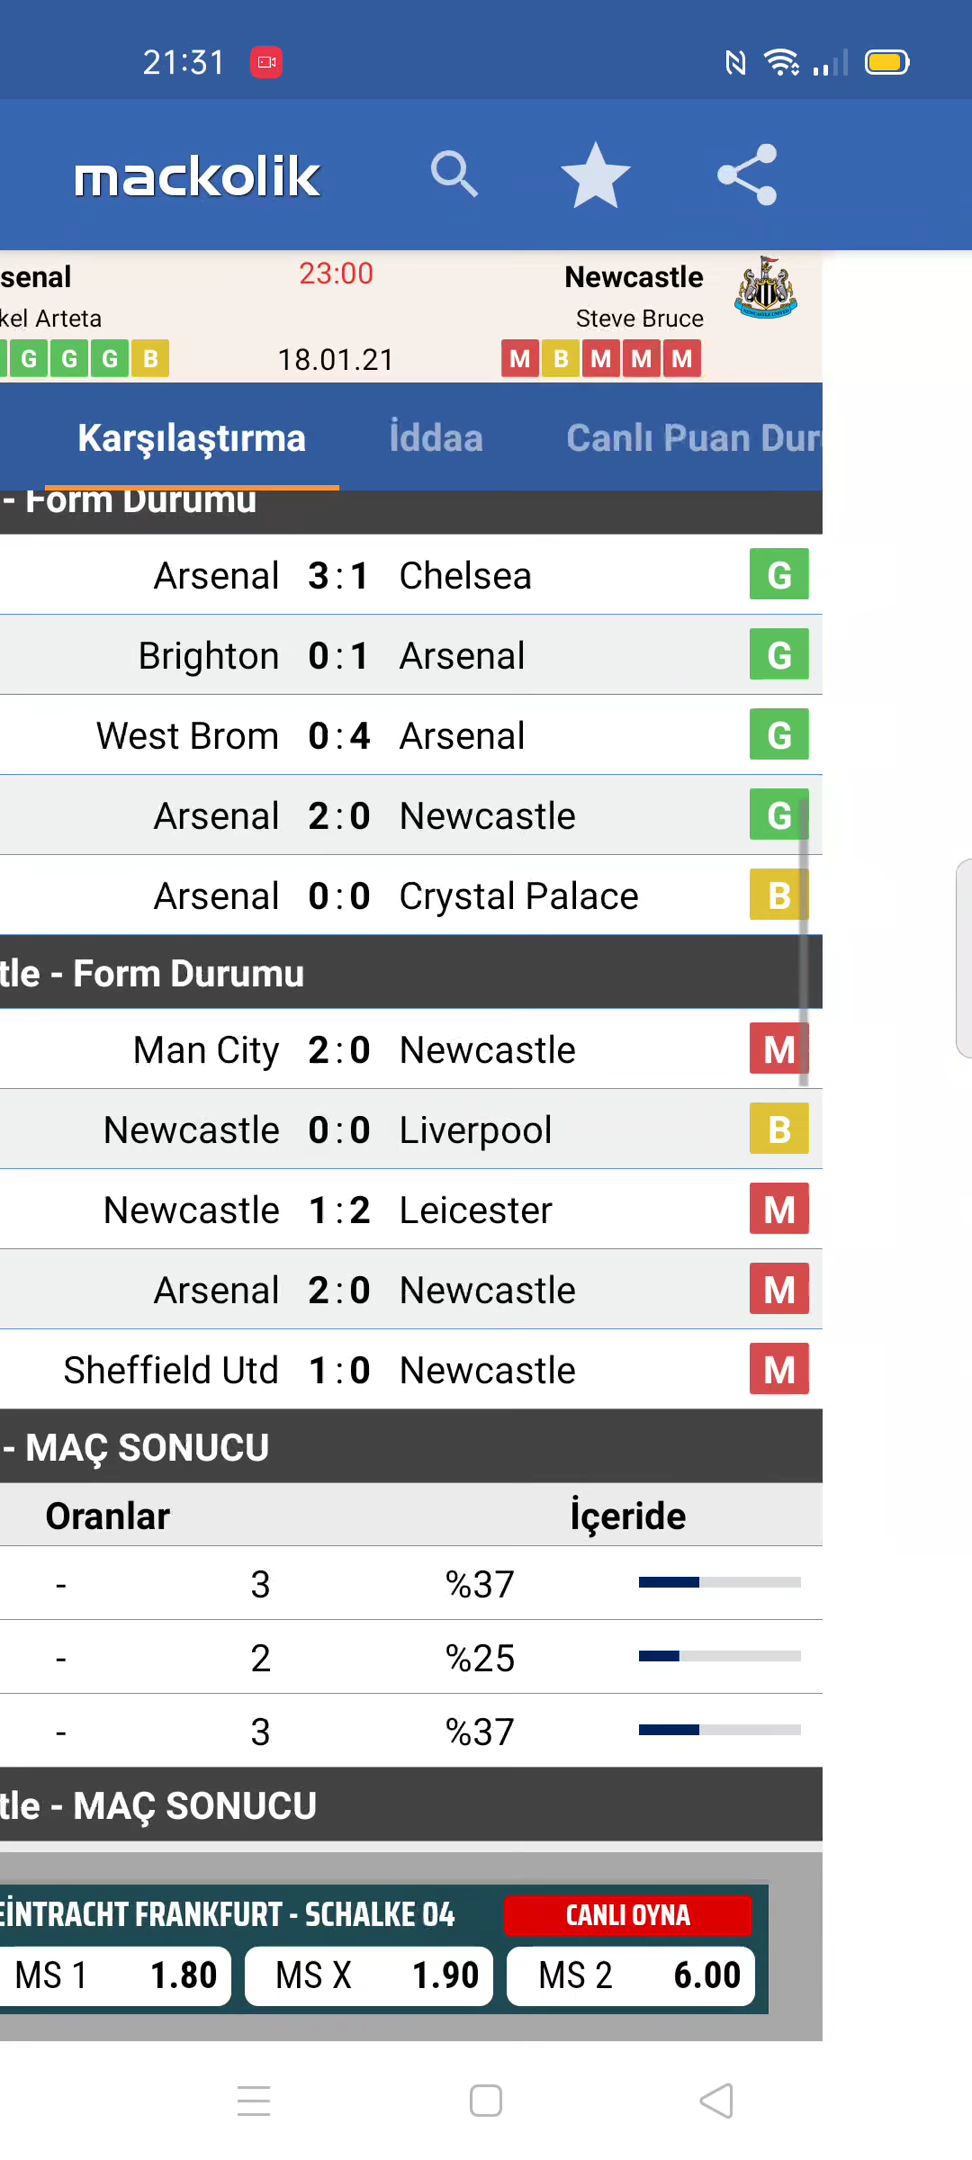 21:31
mackolik
senal 23:00 Newcastle
kel Arteta Steve Bruce
G G G B 18.01.21 M B M M M
Karşılaştırma İddaa Canlı Puan Dur
- Form Durumu
Arsenal 3:1 Chelsea G
Brighton 0:1 Arsenal G
West Brom 0:4 Arsenal G
Arsenal 2:0 Newcastle G
Arsenal 0:0 Crystal Palace B
tle - Form Durumu
Man City 2:0 Newcastle M
Newcastle 0:0 Liverpool B
Newcastle 1:2 Leicester M
Arsenal 2:0 Newcastle M
Sheffield Utd 1:0 Newcastle M
- MAÇ SONUCU
Oranlar İçeride
- 3 %37
- 2 %25
- 3 %37
tle - MAÇ SONUCU
EİNTRACHT FRANKFURT - SCHALKE 04 CANLI OYNA
MS 1 1.80 MS X 1.90 MS 2 6.00